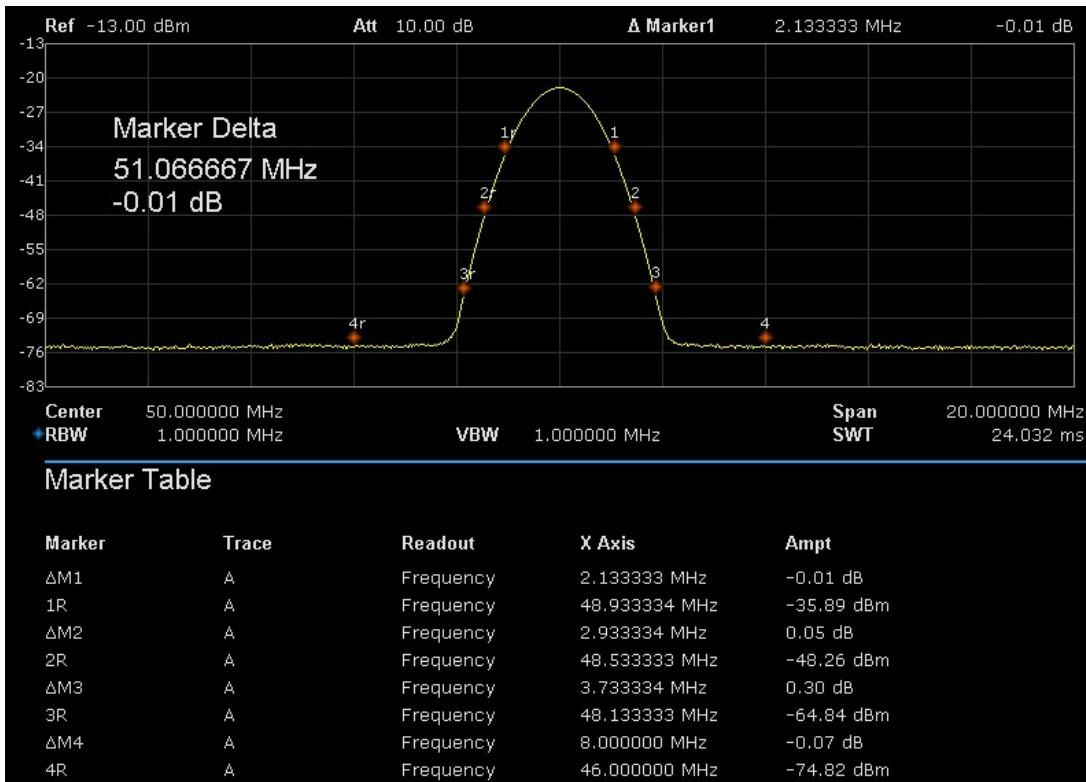 Ref -13.00 dBm Att 10.00 dB Δ Marker1 2.133333 MHz -0.01 dB
-13
-20
-27
Marker Delta
1r 1
-34
51.066667 MHz
-41
-0.01 dB
2r 2
-48
-55
3r 3
-62
-69
4r 4
-76
-83
Center 50.000000 MHz Span 20.000000 MHz
RBW 1.000000 MHz VBW 1.000000 MHz SWT 24.032 ms
Marker Table
Marker Trace Readout X Axis Ampt
ΔM1 A Frequency 2.133333 MHz -0.01 dB
1R A Frequency 48.933334 MHz -35.89 dBm
ΔM2 A Frequency 2.933334 MHz 0.05 dB
2R A Frequency 48.533333 MHz -48.26 dBm
ΔM3 A Frequency 3.733334 MHz 0.30 dB
3R A Frequency 48.133333 MHz -64.84 dBm
ΔM4 A Frequency 8.000000 MHz -0.07 dB
4R A Frequency 46.000000 MHz -74.82 dBm